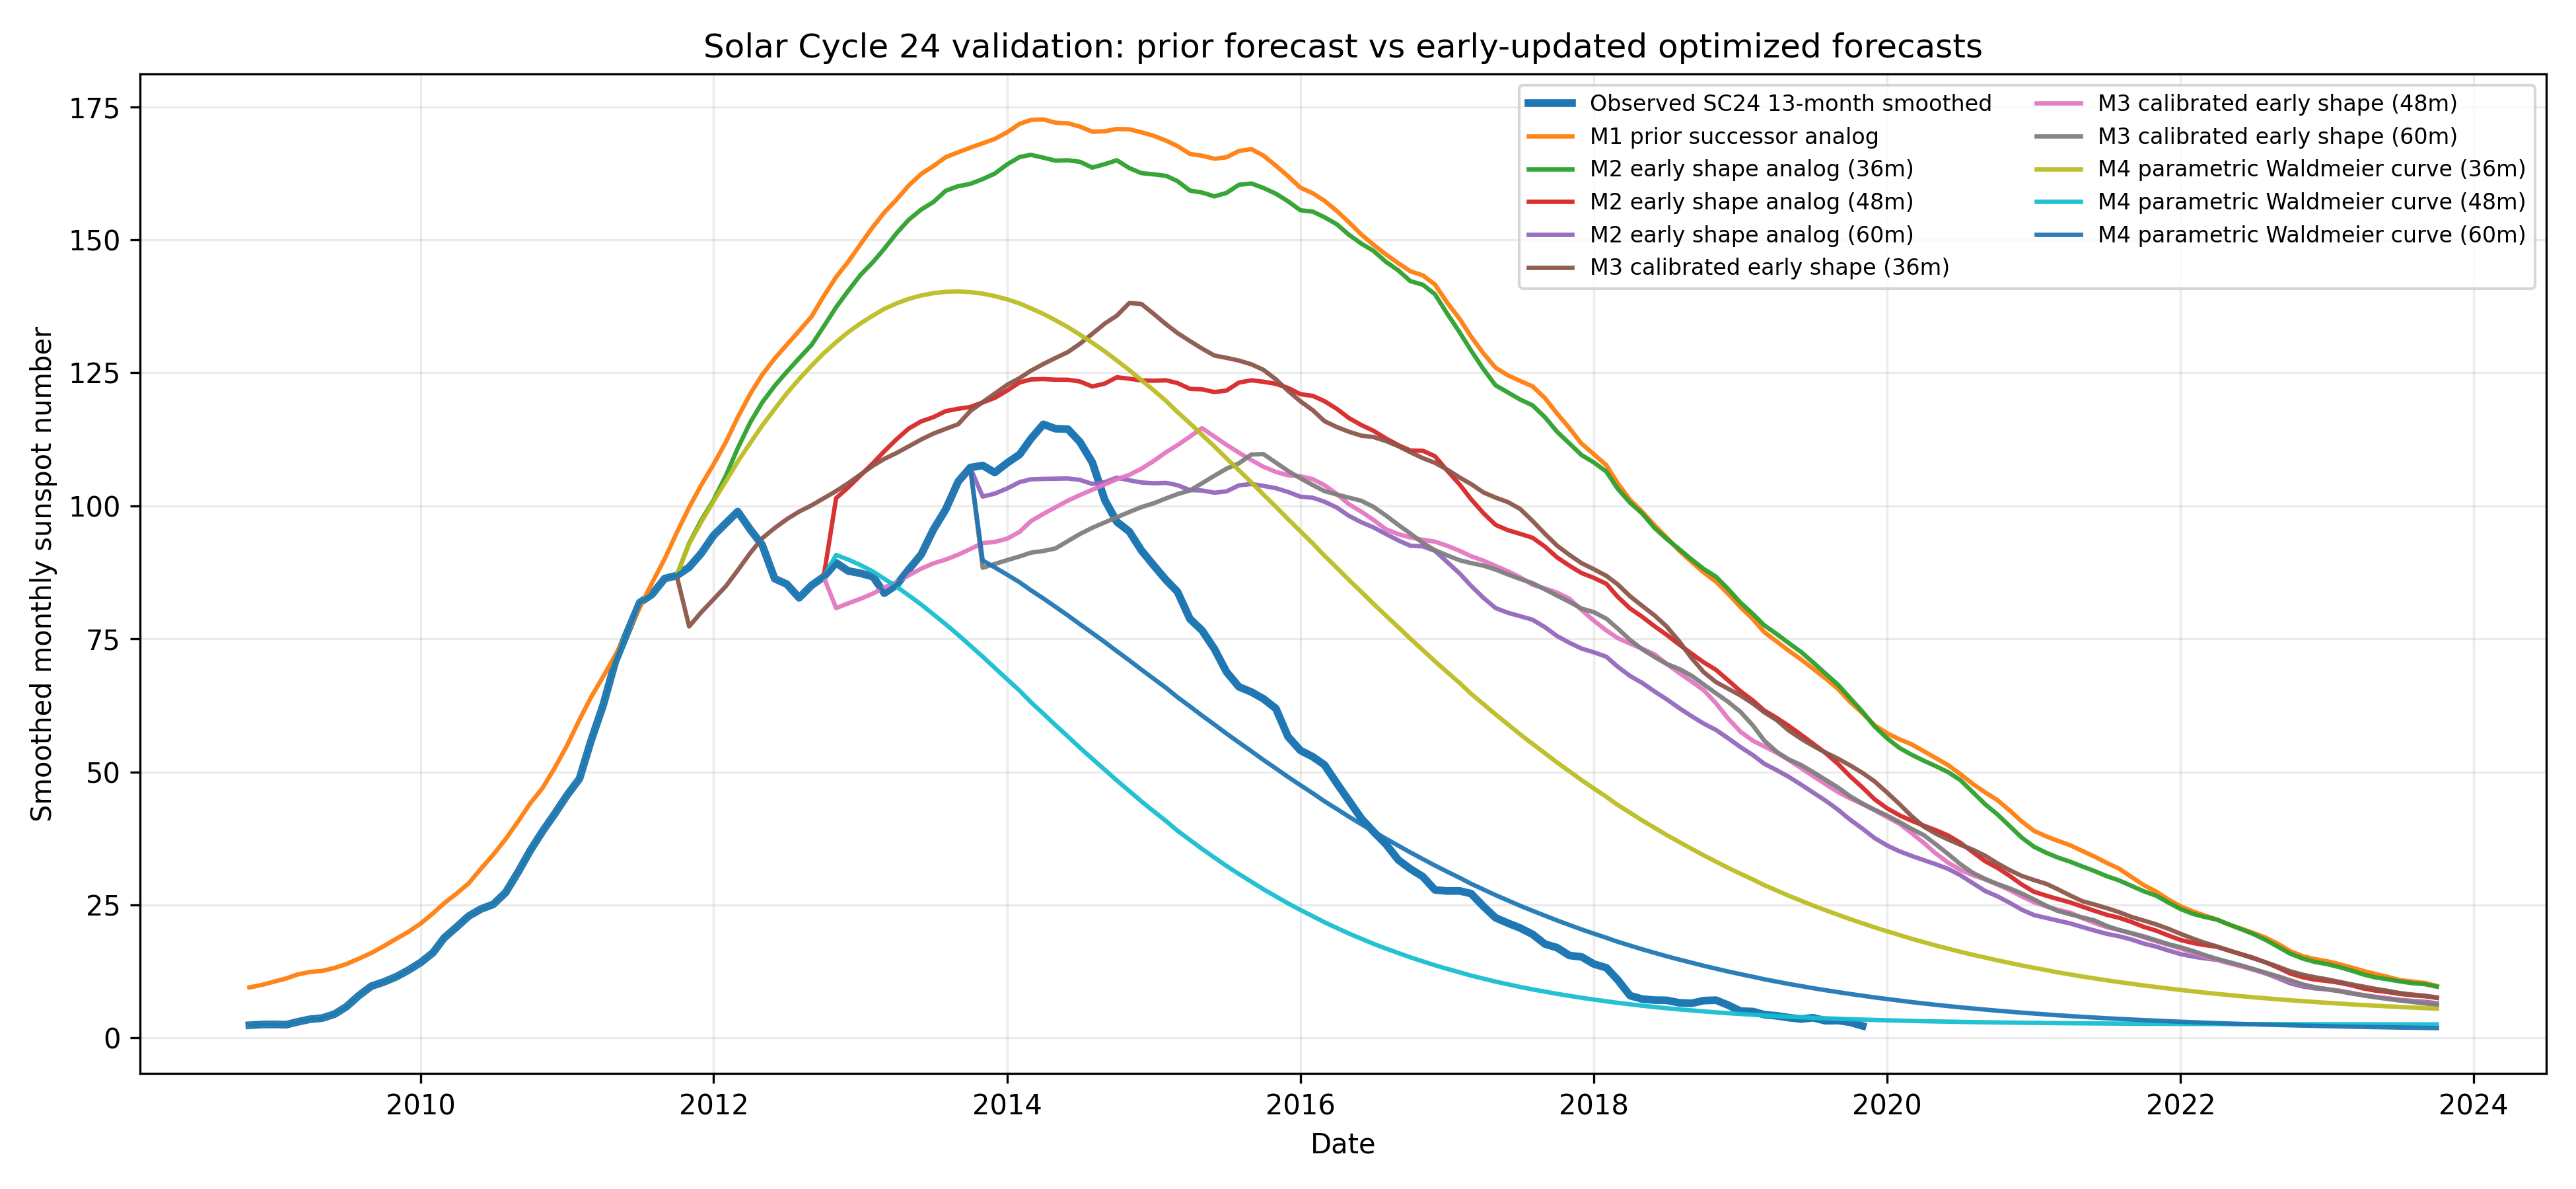 Solar Cycle 24 validation: prior forecast vs early-updated optimized forecasts
Smoothed monthly sunspot number
175
150
125
100
75
50
25
0
Observed SC24 13-month smoothed
M1 prior successor analog
M2 early shape analog (36m)
M2 early shape analog (48m)
M2 early shape analog (60m)
M3 calibrated early shape (36m)
M3 calibrated early shape (48m)
M3 calibrated early shape (60m)
M4 parametric Waldmeier curve (36m)
M4 parametric Waldmeier curve (48m)
M4 parametric Waldmeier curve (60m)
2010 2012 2014 2016 2018 2020 2022 2024
Date